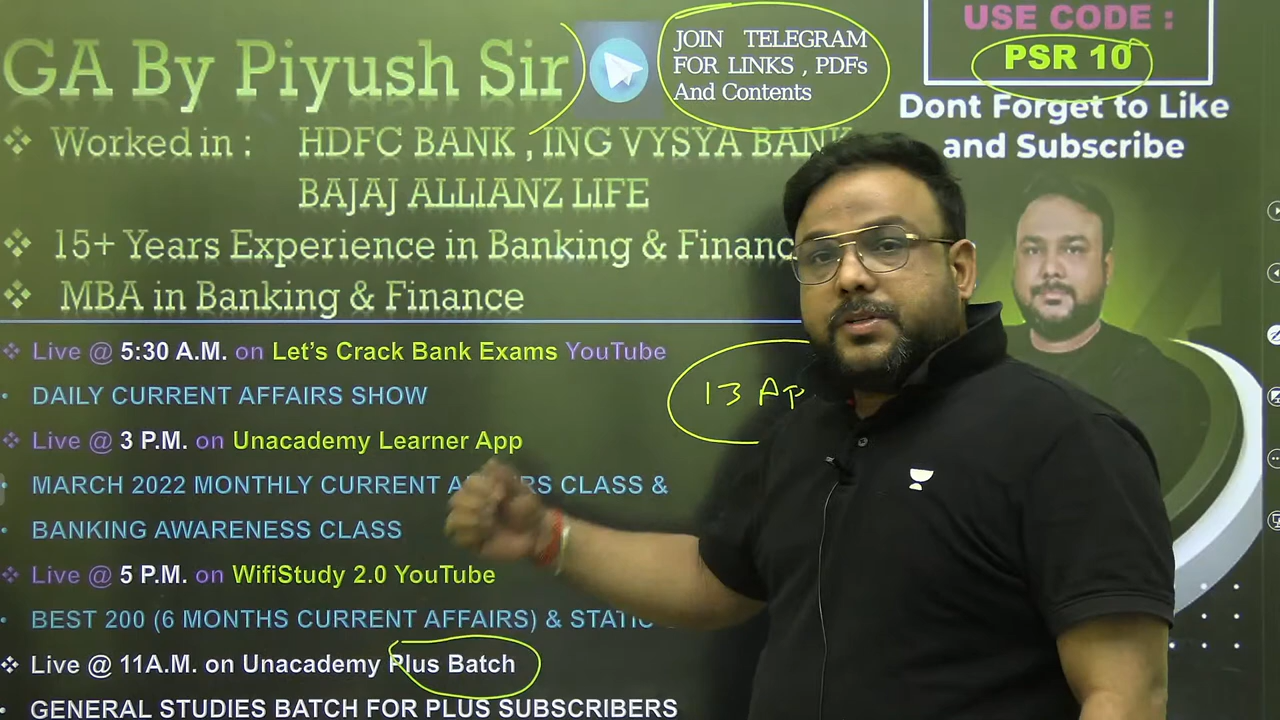 GA By Piyush Sir
JOIN TELEGRAM
FOR LINKS , PDFs
And Contents
USE CODE :
PSR 10
Dont Forget to Like
and Subscribe
Worked in : HDFC BANK , ING VYSYA BANK
BAJAJ ALLIANZ LIFE
15+ Years Experience in Banking & Financ
MBA in Banking & Finance
Live @ 5:30 A.M. on Let's Crack Bank Exams YouTube
DAILY CURRENT AFFAIRS SHOW
13 Ap
Live @ 3 P.M. on Unacademy Learner App
MARCH 2022 MONTHLY CURRENT AFFAIRS CLASS &
BANKING AWARENESS CLASS
Live @ 5 P.M. on WifiStudy 2.0 YouTube
BEST 200 (6 MONTHS CURRENT AFFAIRS) & STATIC
Live @ 11A.M. on Unacademy Plus Batch
GENERAL STUDIES BATCH FOR PLUS SUBSCRIBERS